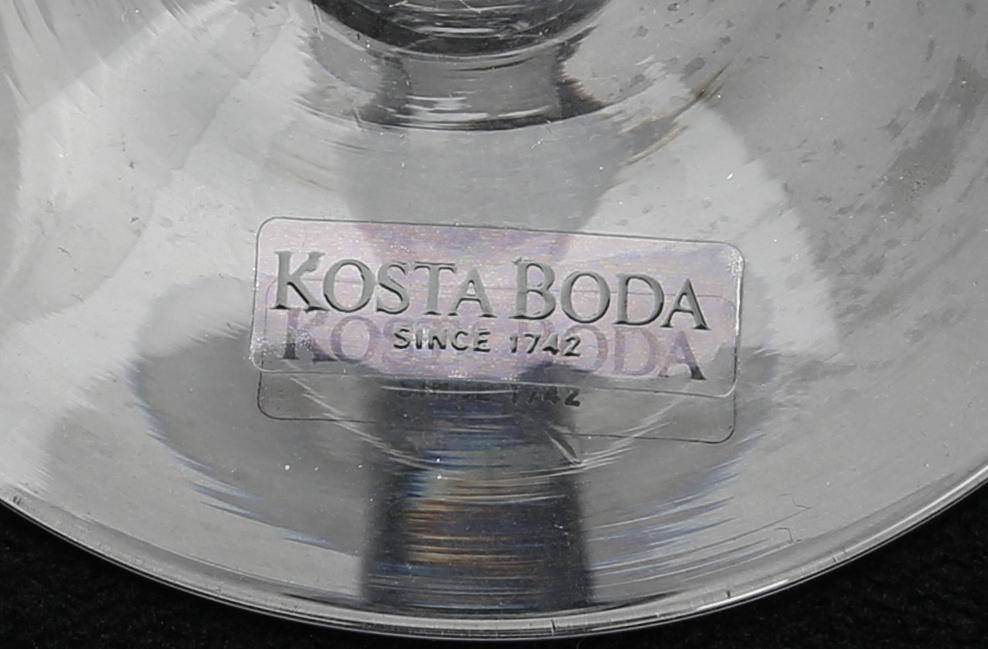 KOSTA BODA
SINCE 1742